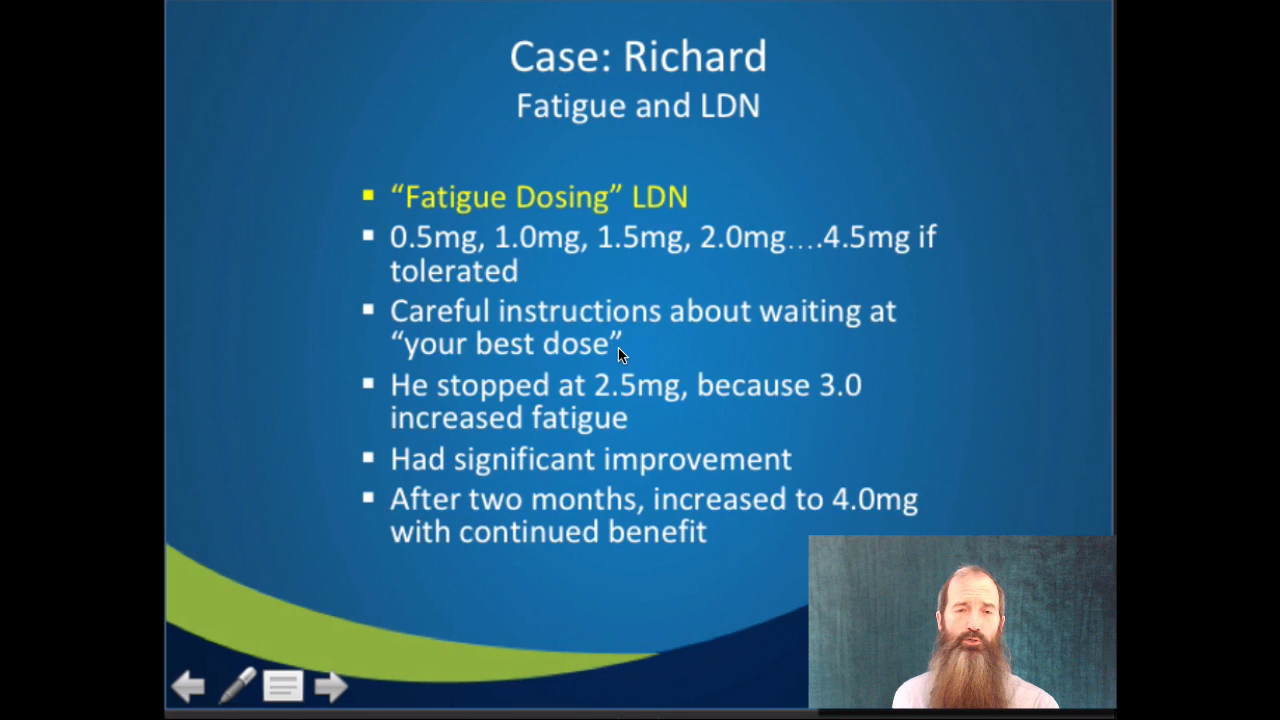 Case: Richard
Fatigue and LDN
“Fatigue Dosing” LDN
0.5mg, 1.0mg, 1.5mg, 2.0mg….4.5mg if
tolerated
Careful instructions about waiting at
“your best dose”
He stopped at 2.5mg, because 3.0
increased fatigue
Had significant improvement
After two months, increased to 4.0mg
with continued benefit